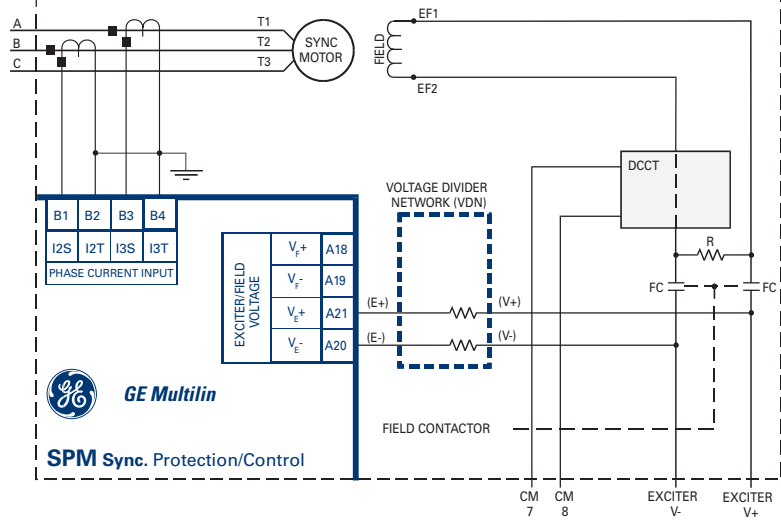 A
T1
EF1
B
T2
SYNC
MOTOR
FIELD
C
T3
EF2
DCCT
VOLTAGE DIVIDER
NETWORK (VDN)
B1 B2 B3 B4
I2S I2T I3S I3T
PHASE CURRENT INPUT
R
EXCITER/FIELD
VOLTAGE
VF+ A18
VF- A19
VE+ A21
VE- A20
FC
FC
(E+)
(V+)
(E-)
(V-)
GE
GE Multilin
FIELD CONTACTOR
SPM Sync. Protection/Control
CM
7
CM
8
EXCITER
V-
EXCITER
V+